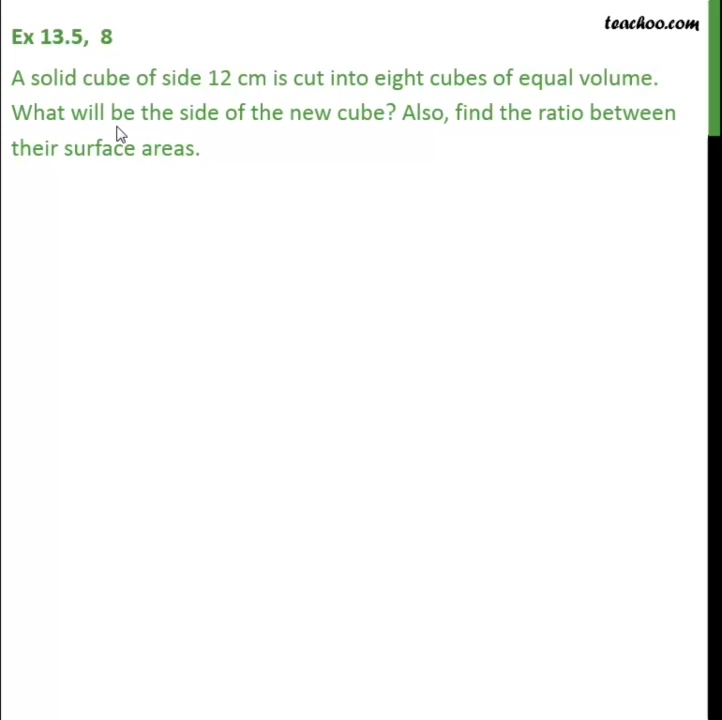 teachoo.com
Ex 13.5, 8
A solid cube of side 12 cm is cut into eight cubes of equal volume.
What will be the side of the new cube? Also, find the ratio between
their surface areas.